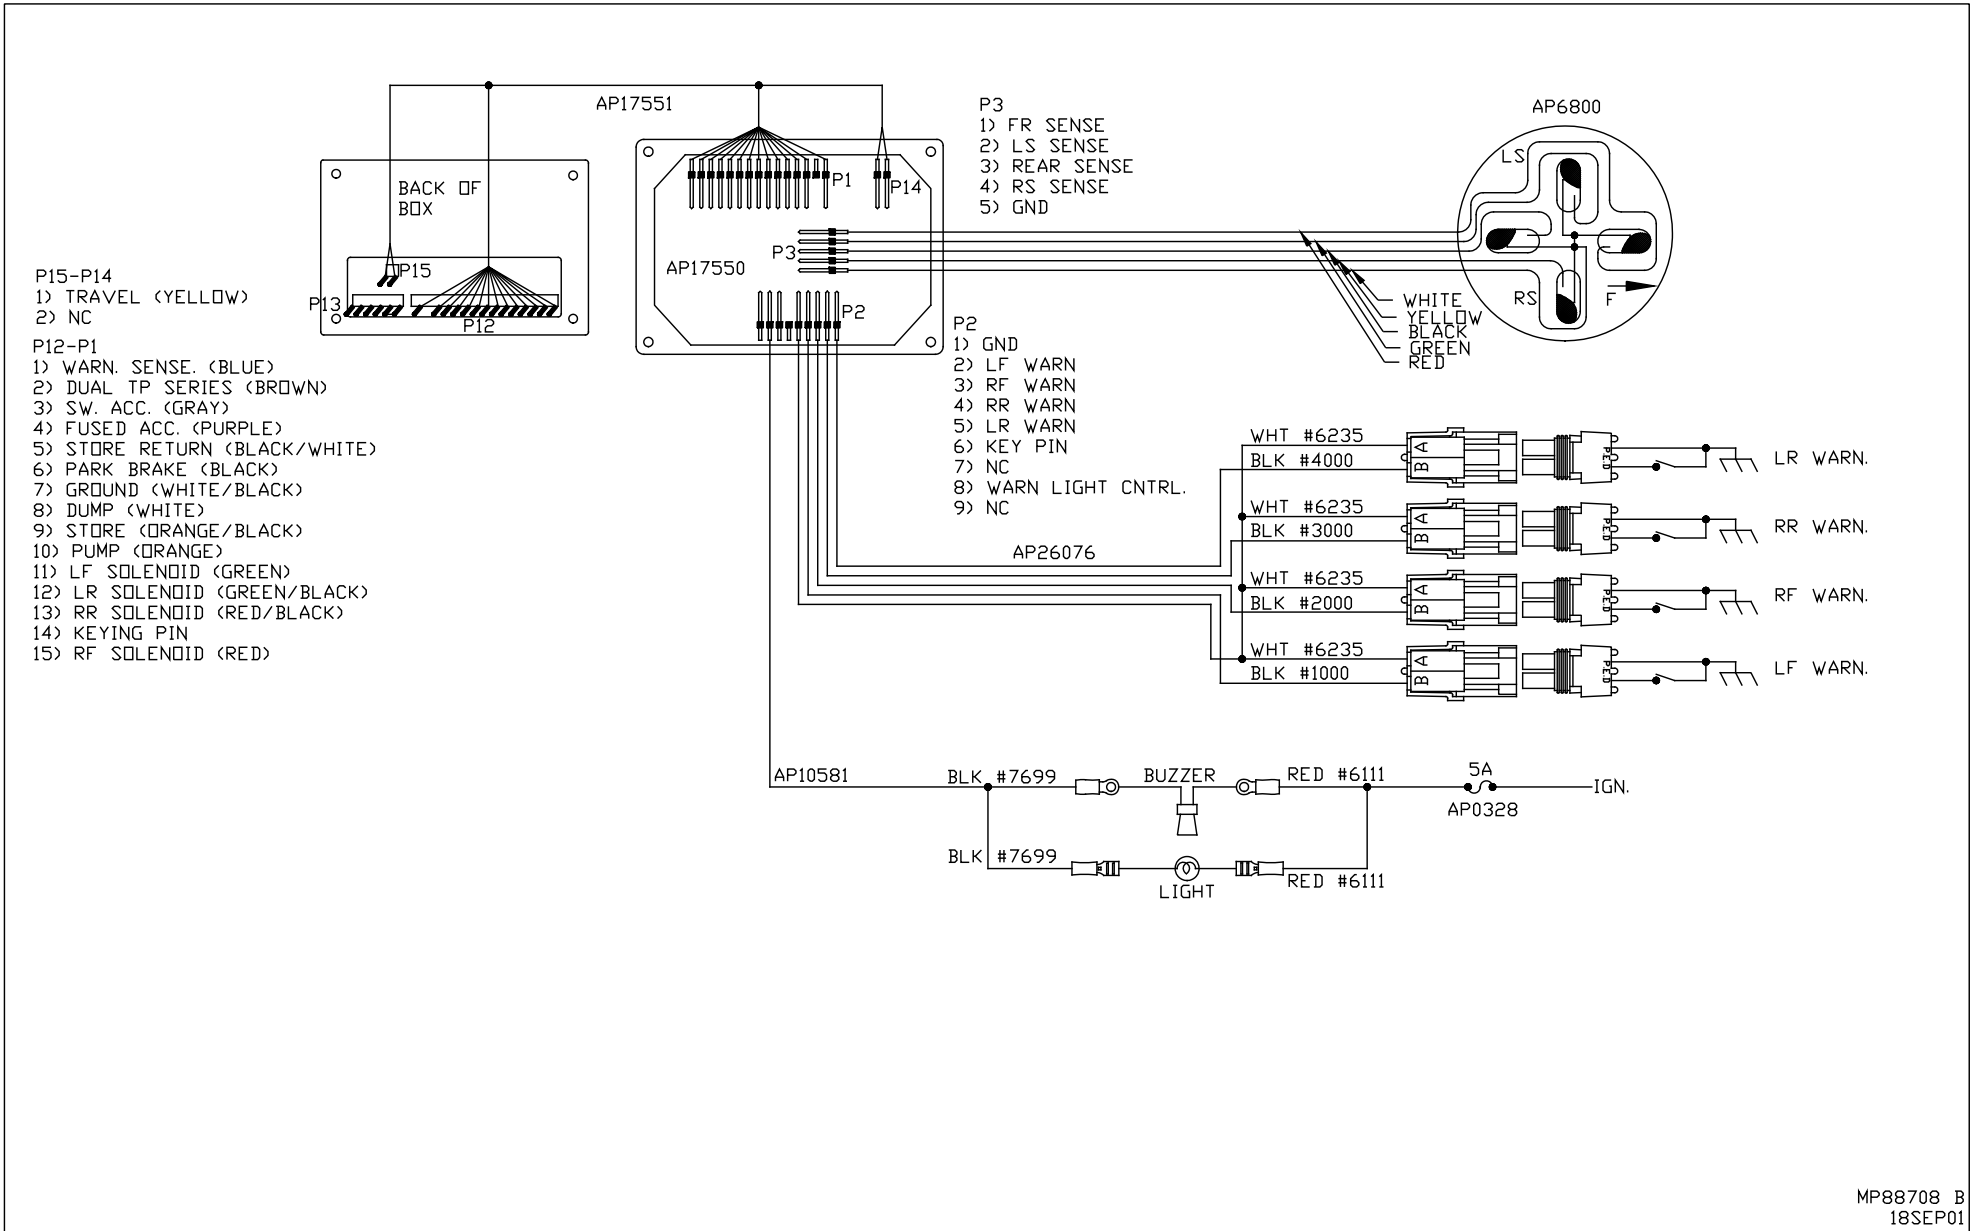 AP17551
BACK OF
BOX
P15
P13
P12
P15-P14
1) TRAVEL (YELLOW)
2) NC
P12-P1
1) WARN. SENSE. (BLUE)
2) DUAL TP SERIES (BROWN)
3) SW. ACC. (GRAY)
4) FUSED ACC. (PURPLE)
5) STORE RETURN (BLACK/WHITE)
6) PARK BRAKE (BLACK)
7) GROUND (WHITE/BLACK)
8) DUMP (WHITE)
9) STORE (ORANGE/BLACK)
10) PUMP (ORANGE)
11) LF SOLENOID (GREEN)
12) LR SOLENOID (GREEN/BLACK)
13) RR SOLENOID (RED/BLACK)
14) KEYING PIN
15) RF SOLENOID (RED)
P1
P14
P3
AP17550
P2
P3
1) FR SENSE
2) LS SENSE
3) REAR SENSE
4) RS SENSE
5) GND
AP6800
LS
RS
F
WHITE
YELLOW
BLACK
GREEN
RED
P2
1) GND
2) LF WARN
3) RF WARN
4) RR WARN
5) LR WARN
6) KEY PIN
7) NC
8) WARN LIGHT CNTRL.
9) NC
AP26076
WHT #6235
BLK #4000
A
B
P.E.D
LR WARN.
WHT #6235
BLK #3000
A
B
P.E.D
RR WARN.
WHT #6235
BLK #2000
A
B
P.E.D
RF WARN.
WHT #6235
BLK #1000
A
B
P.E.D
LF WARN.
AP10581
BLK #7699
BUZZER
RED #6111
5A
AP0328
IGN.
BLK #7699
LIGHT
RED #6111
MP88708 B
18SEP01